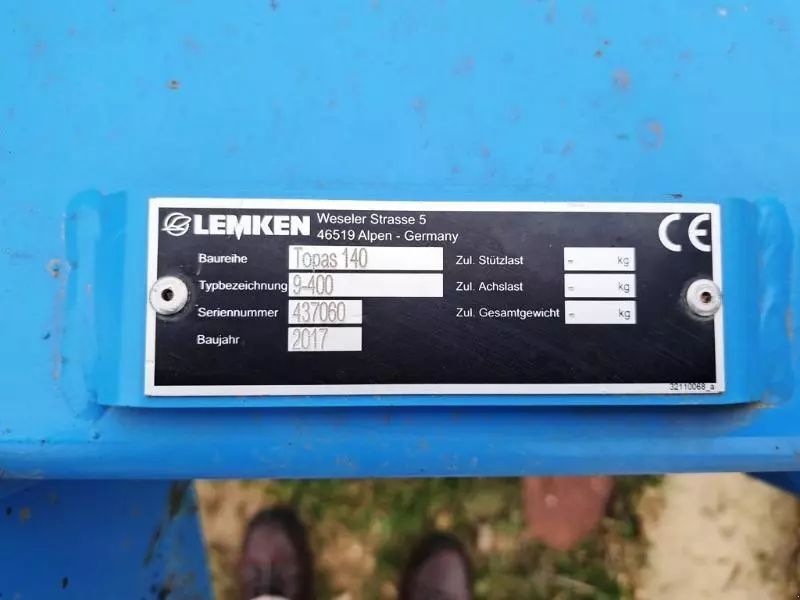 LEMKEN
Weseler Strasse 5
46519 Alpen - Germany
CE
Baureihe Topas 140 Zul. Stützlast - kg
Typbezeichnung 9-400 Zul. Achslast - kg
Seriennummer 437060 Zul. Gesamtgewicht - kg
Baujahr 2017
32110068_a